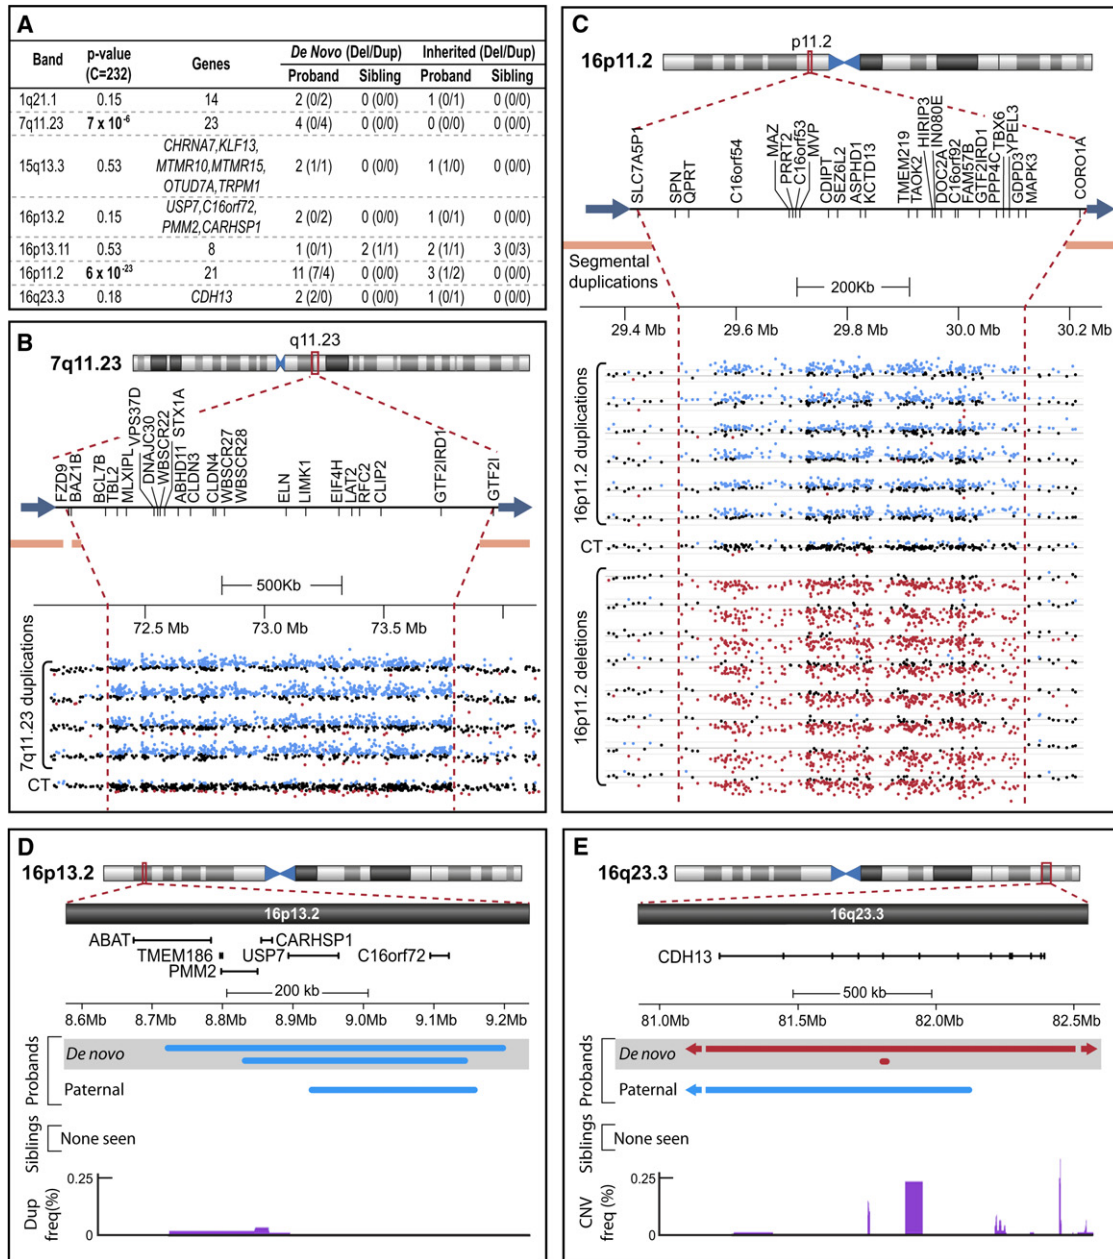 A
Band p-value (C=232) Genes De Novo (Del/Dup) Inherited (Del/Dup)
Proband Sibling Proband Sibling
1q21.1 0.15 14 2 (0/2) 0 (0/0) 1 (0/1) 0 (0/0)
7q11.23 7 x 10⁻⁶ 23 4 (0/4) 0 (0/0) 0 (0/0) 0 (0/0)
15q13.3 0.53 CHRNA7,KLF13, MTMR10,MTMR15, OTUD7A,TRPM1 2 (1/1) 0 (0/0) 1 (1/0) 0 (0/0)
16p13.2 0.15 USP7,C16orf72, PMM2,CARHSP1 2 (0/2) 0 (0/0) 1 (0/1) 0 (0/0)
16p13.11 0.53 8 1 (0/1) 2 (1/1) 2 (1/1) 3 (0/3)
16p11.2 6 x 10⁻²³ 21 11 (7/4) 0 (0/0) 3 (1/2) 0 (0/0)
16q23.3 0.18 CDH13 2 (2/0) 0 (0/0) 1 (0/1) 0 (0/0)
B
q11.23
7q11.23
FZD9
BAZ1B
BCL7B
TBL2
MLXIPL
VPS37D
DNAJC30
WBSCR22
ABHD11
STX1A
CLDN3
CLDN4
WBSCR27
WBSCR28
ELN
LIMK1
EIF4H
LAT2
RFC2
CLIP2
GTF2IRD1
GTF2I
500Kb
72.5 Mb 73.0 Mb 73.5 Mb
7q11.23 duplications
CT
C
p11.2
16p11.2
SLC7A5P1
SPN
QPRT
C16orf54
MAZ
PRRT2
C16orf53
MVP
CDIPT
SEZ6L2
ASPHD1
KCTD13
TMEM219
TAOK2
HIRIP3
IN080E
DOC2A
C16orf92
FAM57B
GTF2IRD1
PPP4C
TBX6
YPEL3
GDPD3
MAPK3
CORO1A
Segmental
duplications
200Kb
29.4 Mb 29.6 Mb 29.8 Mb 30.0 Mb 30.2 Mb
16p11.2 duplications
CT
16p11.2 deletions
D
16p13.2
16p13.2
ABAT
CARHSP1
TMEM186
USP7
C16orf72
PMM2
200 kb
8.6Mb 8.7Mb 8.8Mb 8.9Mb 9.0Mb 9.1Mb 9.2Mb
Probands
De novo
Paternal
Siblings
None seen
Dup freq(%)
0.25
0
E
16q23.3
16q23.3
CDH13
500 kb
81.0Mb 81.5Mb 82.0Mb 82.5Mb
Probands
De novo
Paternal
Siblings
None seen
CNV freq (%)
0.25
0